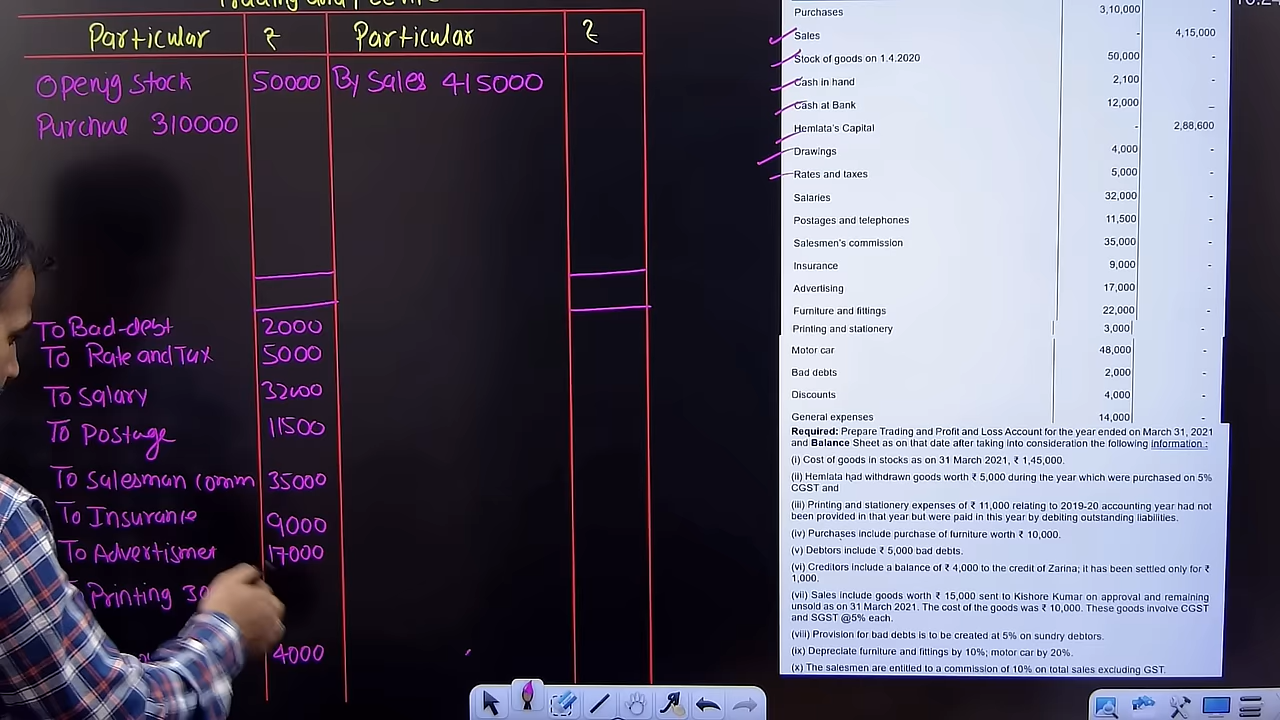 Particular ₹ Particular ₹
Openig stock 50000 By Sales 415000
Purchase 310000
To Bad-debt 2000
To Rate and Tax 5000
To Salary 32000
To Postage 11500
To Salesman comm 35000
To Insurance 9000
To Advertismet 17000
Printing
4000
Purchases 3,10,000 -
Sales - 4,15,000
Stock of goods on 1.4.2020 50,000 -
Cash in hand 2,100 -
Cash at Bank 12,000 –
Hemlata's Capital - 2,88,600
Drawings 4,000 -
Rates and taxes 5,000 -
Salaries 32,000 -
Postages and telephones 11,500 -
Salesmen's commission 35,000 -
Insurance 9,000 -
Advertising 17,000 -
Furniture and fittings 22,000 -
Printing and stationery 3,000 -
Motor car 48,000 -
Bad debts 2,000 -
Discounts 4,000 -
General expenses 14,000 -
Required: Prepare Trading and Profit and Loss Account for the year ended on March 31, 2021
and Balance Sheet as on that date after taking into consideration the following information :
(i) Cost of goods in stocks as on 31 March 2021, ₹ 1,45,000.
(ii) Hemlata had withdrawn goods worth ₹ 5,000 during the year which were purchased on 5%
CGST and
(iii) Printing and stationery expenses of ₹ 11,000 relating to 2019-20 accounting year had not
been provided in that year but were paid in this year by debiting outstanding liabilities.
(iv) Purchases include purchase of furniture worth ₹ 10,000.
(v) Debtors include ₹ 5,000 bad debts.
(vi) Creditors include a balance of ₹ 4,000 to the credit of Zarina; it has been settled only for ₹
1,000.
(vii) Sales include goods worth ₹ 15,000 sent to Kishore Kumar on approval and remaining
unsold as on 31 March 2021. The cost of the goods was ₹ 10,000. These goods involve CGST
and SGST @5% each.
(viii) Provision for bad debts is to be created at 5% on sundry debtors.
(ix) Depreciate furniture and fittings by 10%; motor car by 20%.
(x) The salesmen are entitled to a commission of 10% on total sales excluding GST.